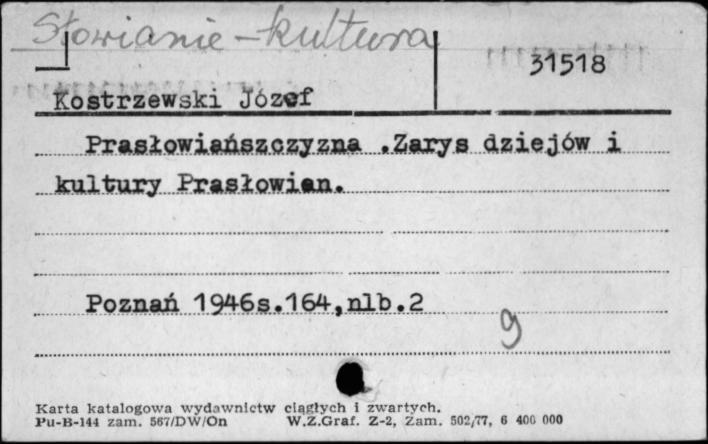 Słowianie - kultura
31518
Kostrzewski Józef
Prasłowiańszczyzna .Zarys dziejów i
kultury Prasłowian.
Poznań 1946s.164,nlb.2
9
Karta katalogowa wydawnictw ciągłych i zwartych.
Pu-B-144 zam. 567/DW/On W.Z.Graf. Z-2, Zam. 502/77, 6 400 000